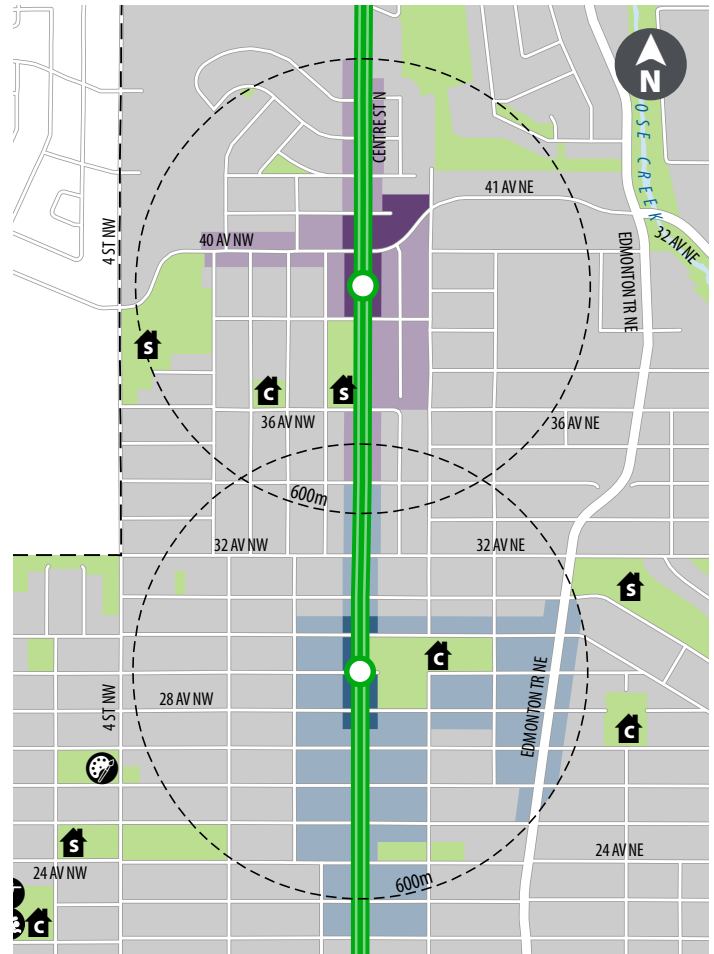 N
CENTRE ST N
OSE CREEK
41 AV NE
4 ST NW
40 AV NW
32 AV NE
EDMONTON TR NE
S
C
S
36 AV NW
36 AV NE
600m
32 AV NW
32 AV NE
S
C
28 AV NW
4 ST NW
EDMONTON TR NE
C
S
24 AV NE
24 AV NW
600m
C